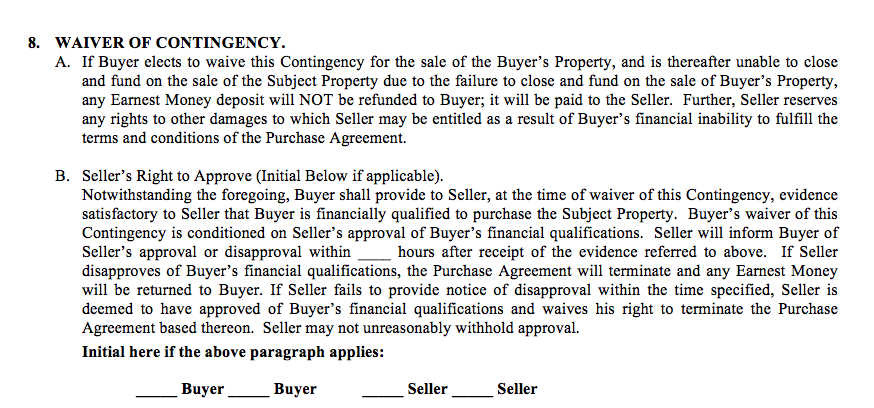 8. WAIVER OF CONTINGENCY.
A. If Buyer elects to waive this Contingency for the sale of the Buyer's Property, and is thereafter unable to close
and fund on the sale of the Subject Property due to the failure to close and fund on the sale of Buyer's Property,
any Earnest Money deposit will NOT be refunded to Buyer; it will be paid to the Seller. Further, Seller reserves
any rights to other damages to which Seller may be entitled as a result of Buyer's financial inability to fulfill the
terms and conditions of the Purchase Agreement.
B. Seller's Right to Approve (Initial Below if applicable).
Notwithstanding the foregoing, Buyer shall provide to Seller, at the time of waiver of this Contingency, evidence
satisfactory to Seller that Buyer is financially qualified to purchase the Subject Property. Buyer's waiver of this
Contingency is conditioned on Seller's approval of Buyer's financial qualifications. Seller will inform Buyer of
Seller's approval or disapproval within ____ hours after receipt of the evidence referred to above. If Seller
disapproves of Buyer's financial qualifications, the Purchase Agreement will terminate and any Earnest Money
will be returned to Buyer. If Seller fails to provide notice of disapproval within the time specified, Seller is
deemed to have approved of Buyer's financial qualifications and waives his right to terminate the Purchase
Agreement based thereon. Seller may not unreasonably withhold approval.
Initial here if the above paragraph applies:
_____ Buyer _____ Buyer _____ Seller _____ Seller